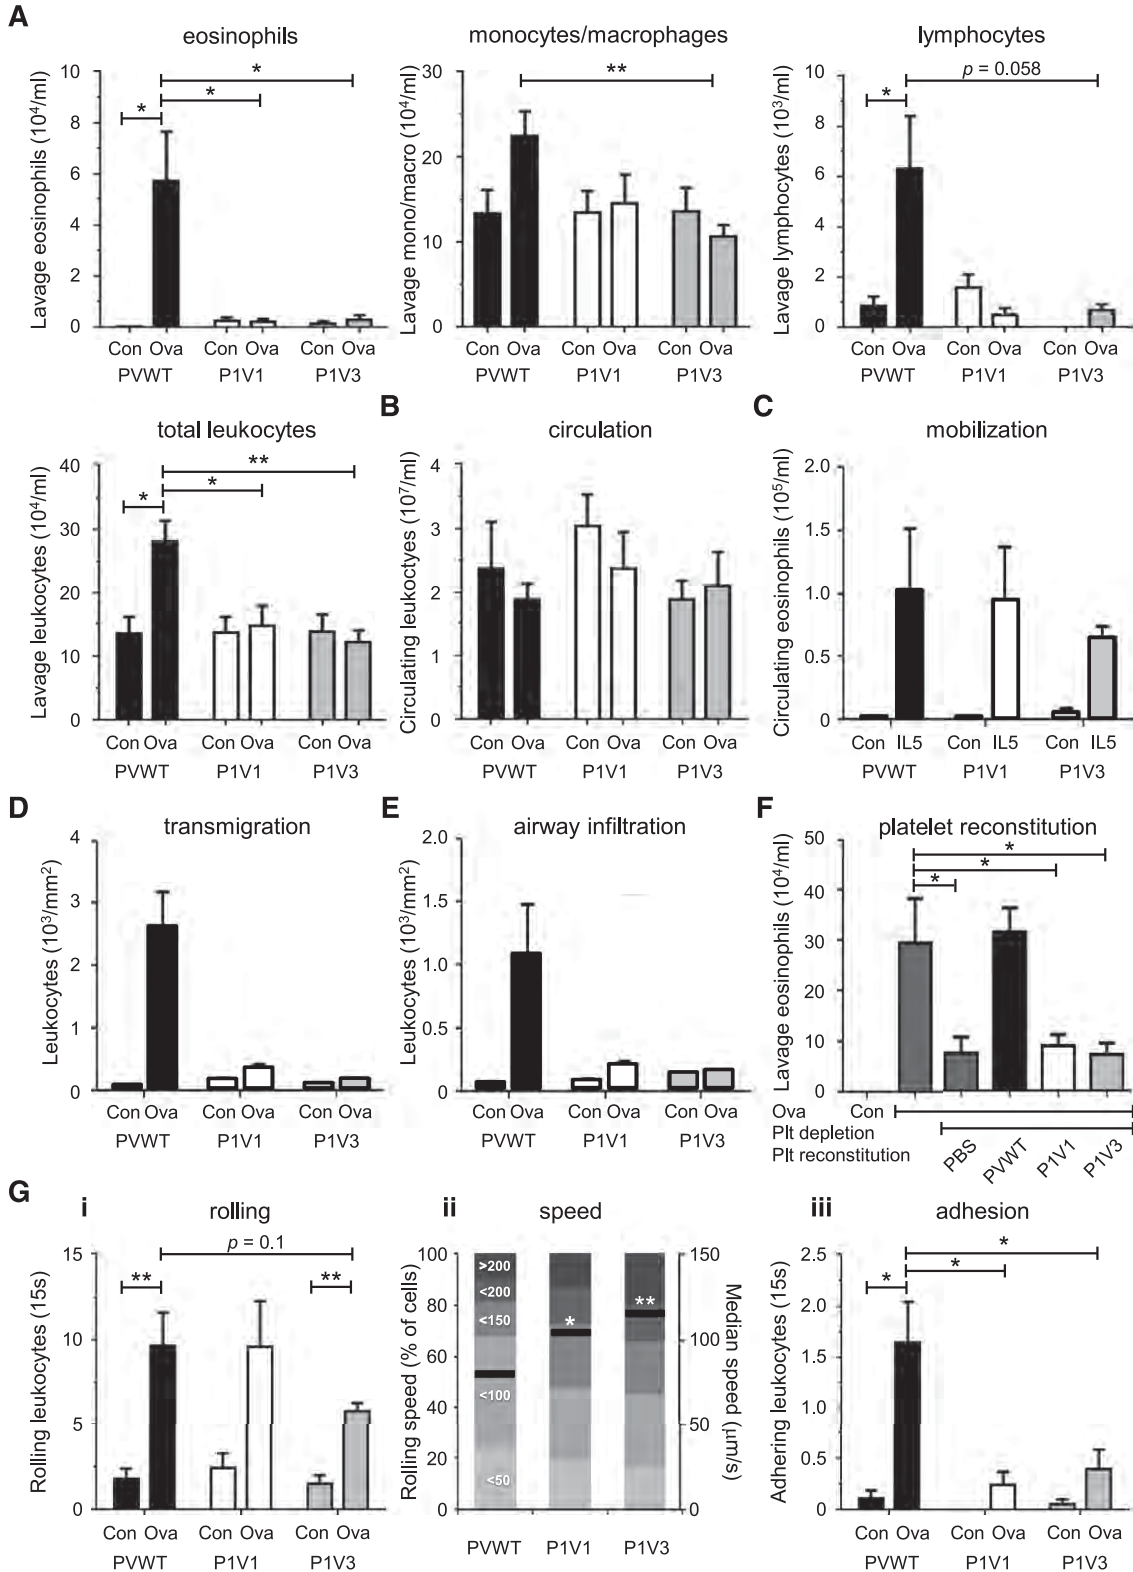 A
eosinophils
Lavage eosinophils (10⁴/ml)
10
8
6
4
2
0
*
*
*
Con Ova Con Ova Con Ova
PVWT P1V1 P1V3
monocytes/macrophages
Lavage mono/macro (10⁴/ml)
30
20
10
0
**
Con Ova Con Ova Con Ova
PVWT P1V1 P1V3
lymphocytes
Lavage lymphocytes (10³/ml)
10
8
6
4
2
0
p = 0.058
*
Con Ova Con Ova Con Ova
PVWT P1V1 P1V3
total leukocytes
Lavage leukocytes (10⁴/ml)
40
30
20
10
0
**
*
*
Con Ova Con Ova Con Ova
PVWT P1V1 P1V3
B
circulation
Circulating leukoctyes (10⁷/ml)
4
3
2
1
0
Con Ova Con Ova Con Ova
PVWT P1V1 P1V3
C
mobilization
Circulating eosinophils (10⁵/ml)
2.0
1.5
1.0
0.5
0
Con IL5 Con IL5 Con IL5
PVWT P1V1 P1V3
D
transmigration
Leukocytes (10³/mm²)
4
3
2
1
0
Con Ova Con Ova Con Ova
PVWT P1V1 P1V3
E
airway infiltration
Leukocytes (10³/mm²)
2.0
1.5
1.0
0.5
0
Con Ova Con Ova Con Ova
PVWT P1V1 P1V3
F
platelet reconstitution
Lavage eosinophils (10⁴/ml)
50
40
30
20
10
0
*
*
*
Ova Con
Plt depletion
Plt reconstitution
PBS PVWT P1V1 P1V3
G
i
rolling
Rolling leukocytes (15s)
15
10
5
0
p = 0.1
** **
Con Ova Con Ova Con Ova
PVWT P1V1 P1V3
ii
speed
Rolling speed (% of cells)
100
80
60
40
20
0
>200
<200
<150
<100
<50
*
**
150
100
50
0
Median speed (μm/s)
PVWT P1V1 P1V3
iii
adhesion
Adhering leukocytes (15s)
2.5
2.0
1.5
1.0
0.5
0
*
*
*
Con Ova Con Ova Con Ova
PVWT P1V1 P1V3